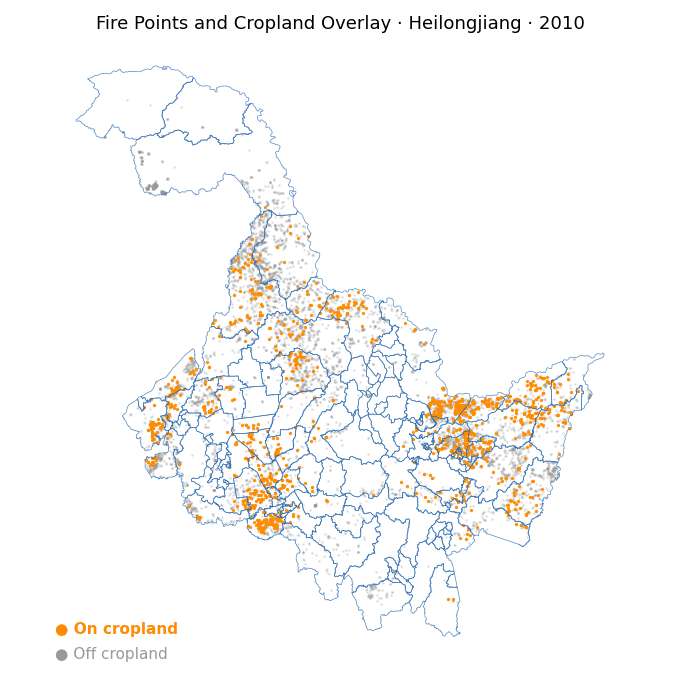 Fire Points and Cropland Overlay · Heilongjiang · 2010
On cropland
Off cropland